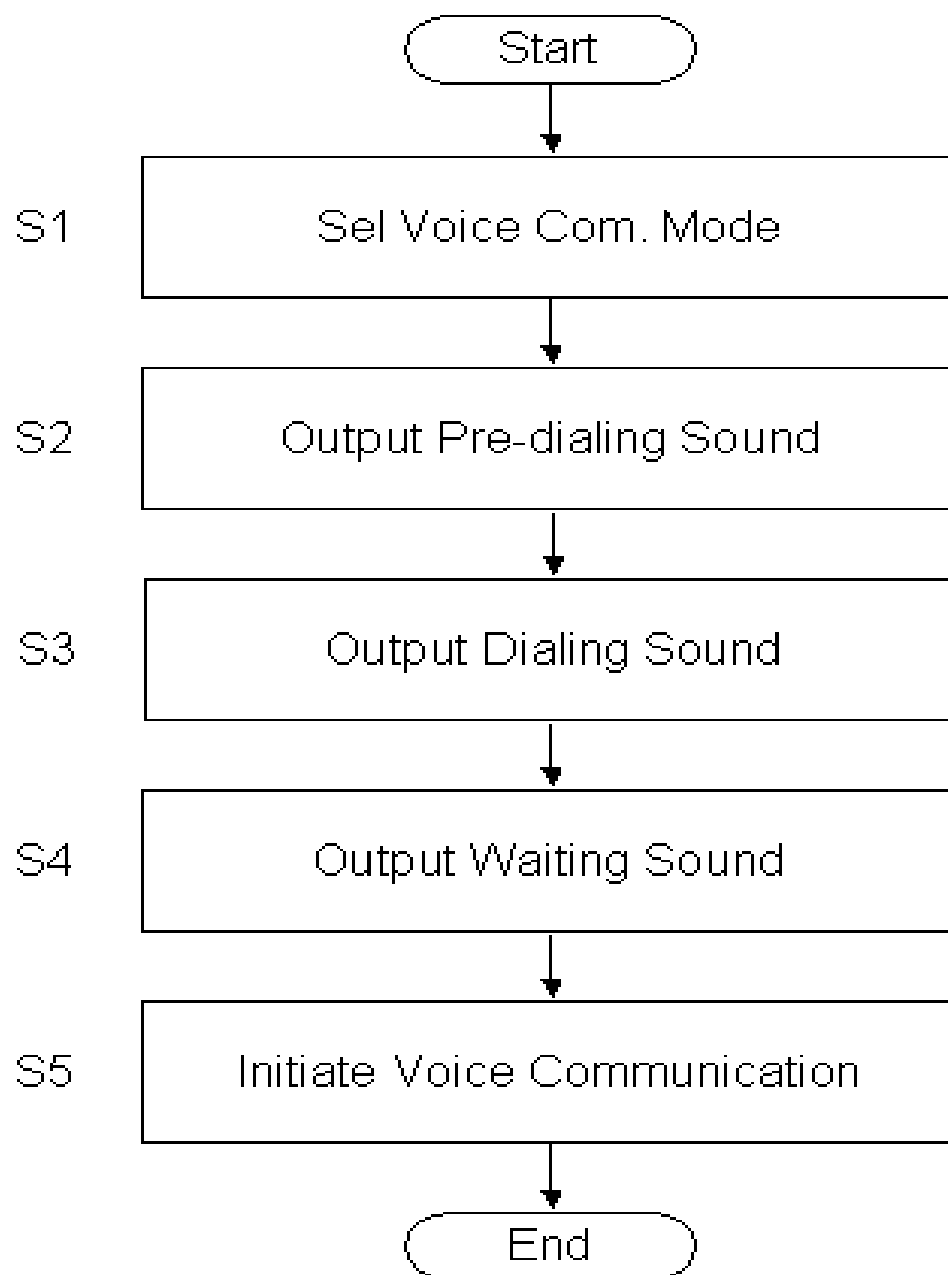 Start
S1 Sel Voice Com. Mode
S2 Output Pre-dialing Sound
S3 Output Dialing Sound
S4 Output Waiting Sound
S5 Initiate Voice Communication
End